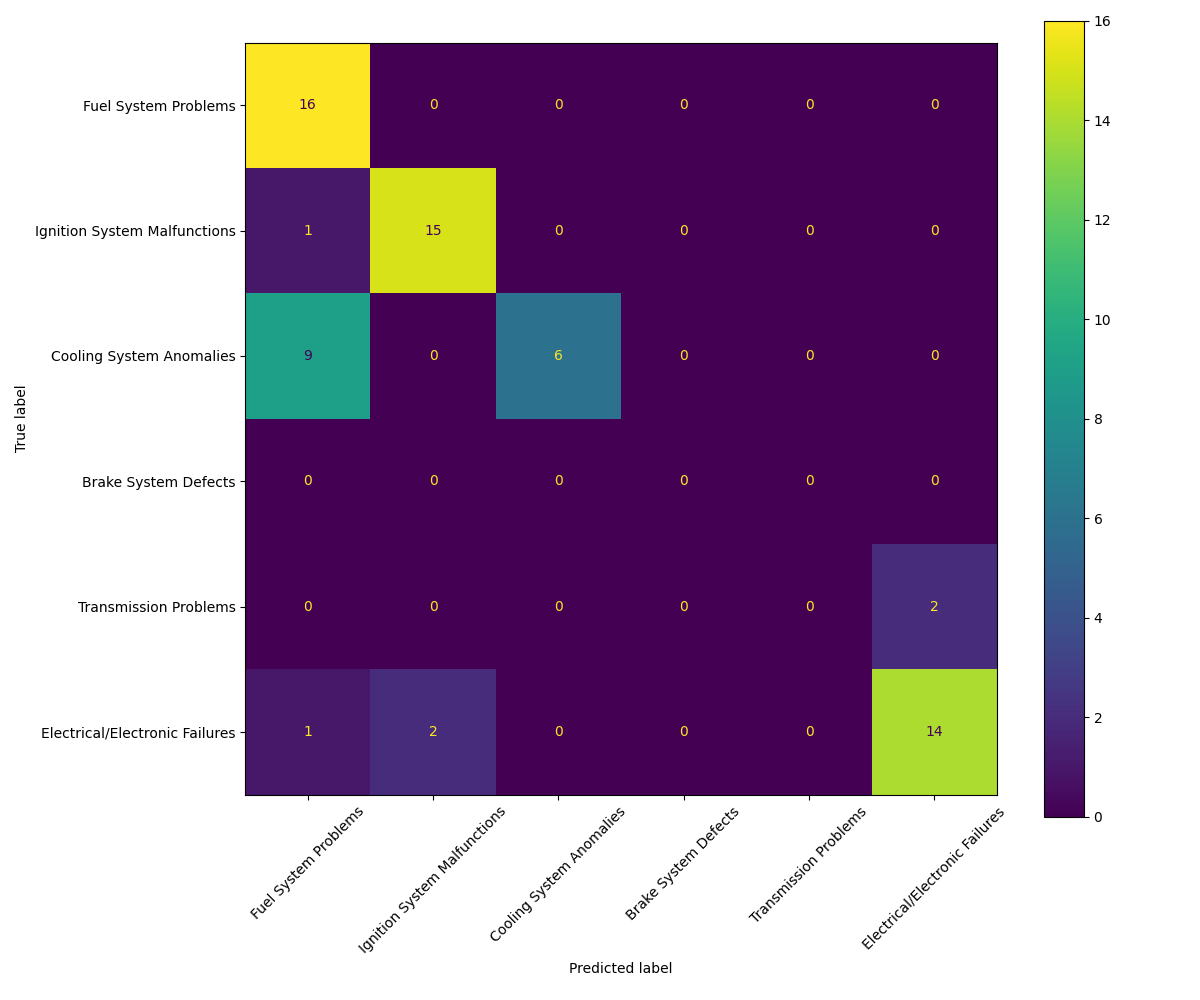 Fuel System Problems 16 0 0 0 0 0
Ignition System Malfunctions 1 15 0 0 0 0
Cooling System Anomalies 9 0 6 0 0 0
Brake System Defects 0 0 0 0 0 0
Transmission Problems 0 0 0 0 0 2
Electrical/Electronic Failures 1 2 0 0 0 14
True label
Fuel System Problems
Ignition System Malfunctions
Cooling System Anomalies
Brake System Defects
Transmission Problems
Electrical/Electronic Failures
Predicted label
16
14
12
10
8
6
4
2
0